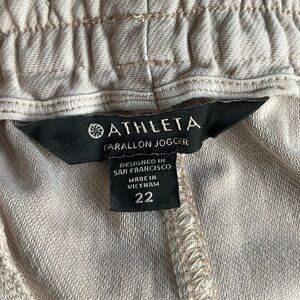 ATHLETA
FARALLON JOGGER
DESIGNED IN
SAN FRANCISCO
MADE IN
VIETNAM
22